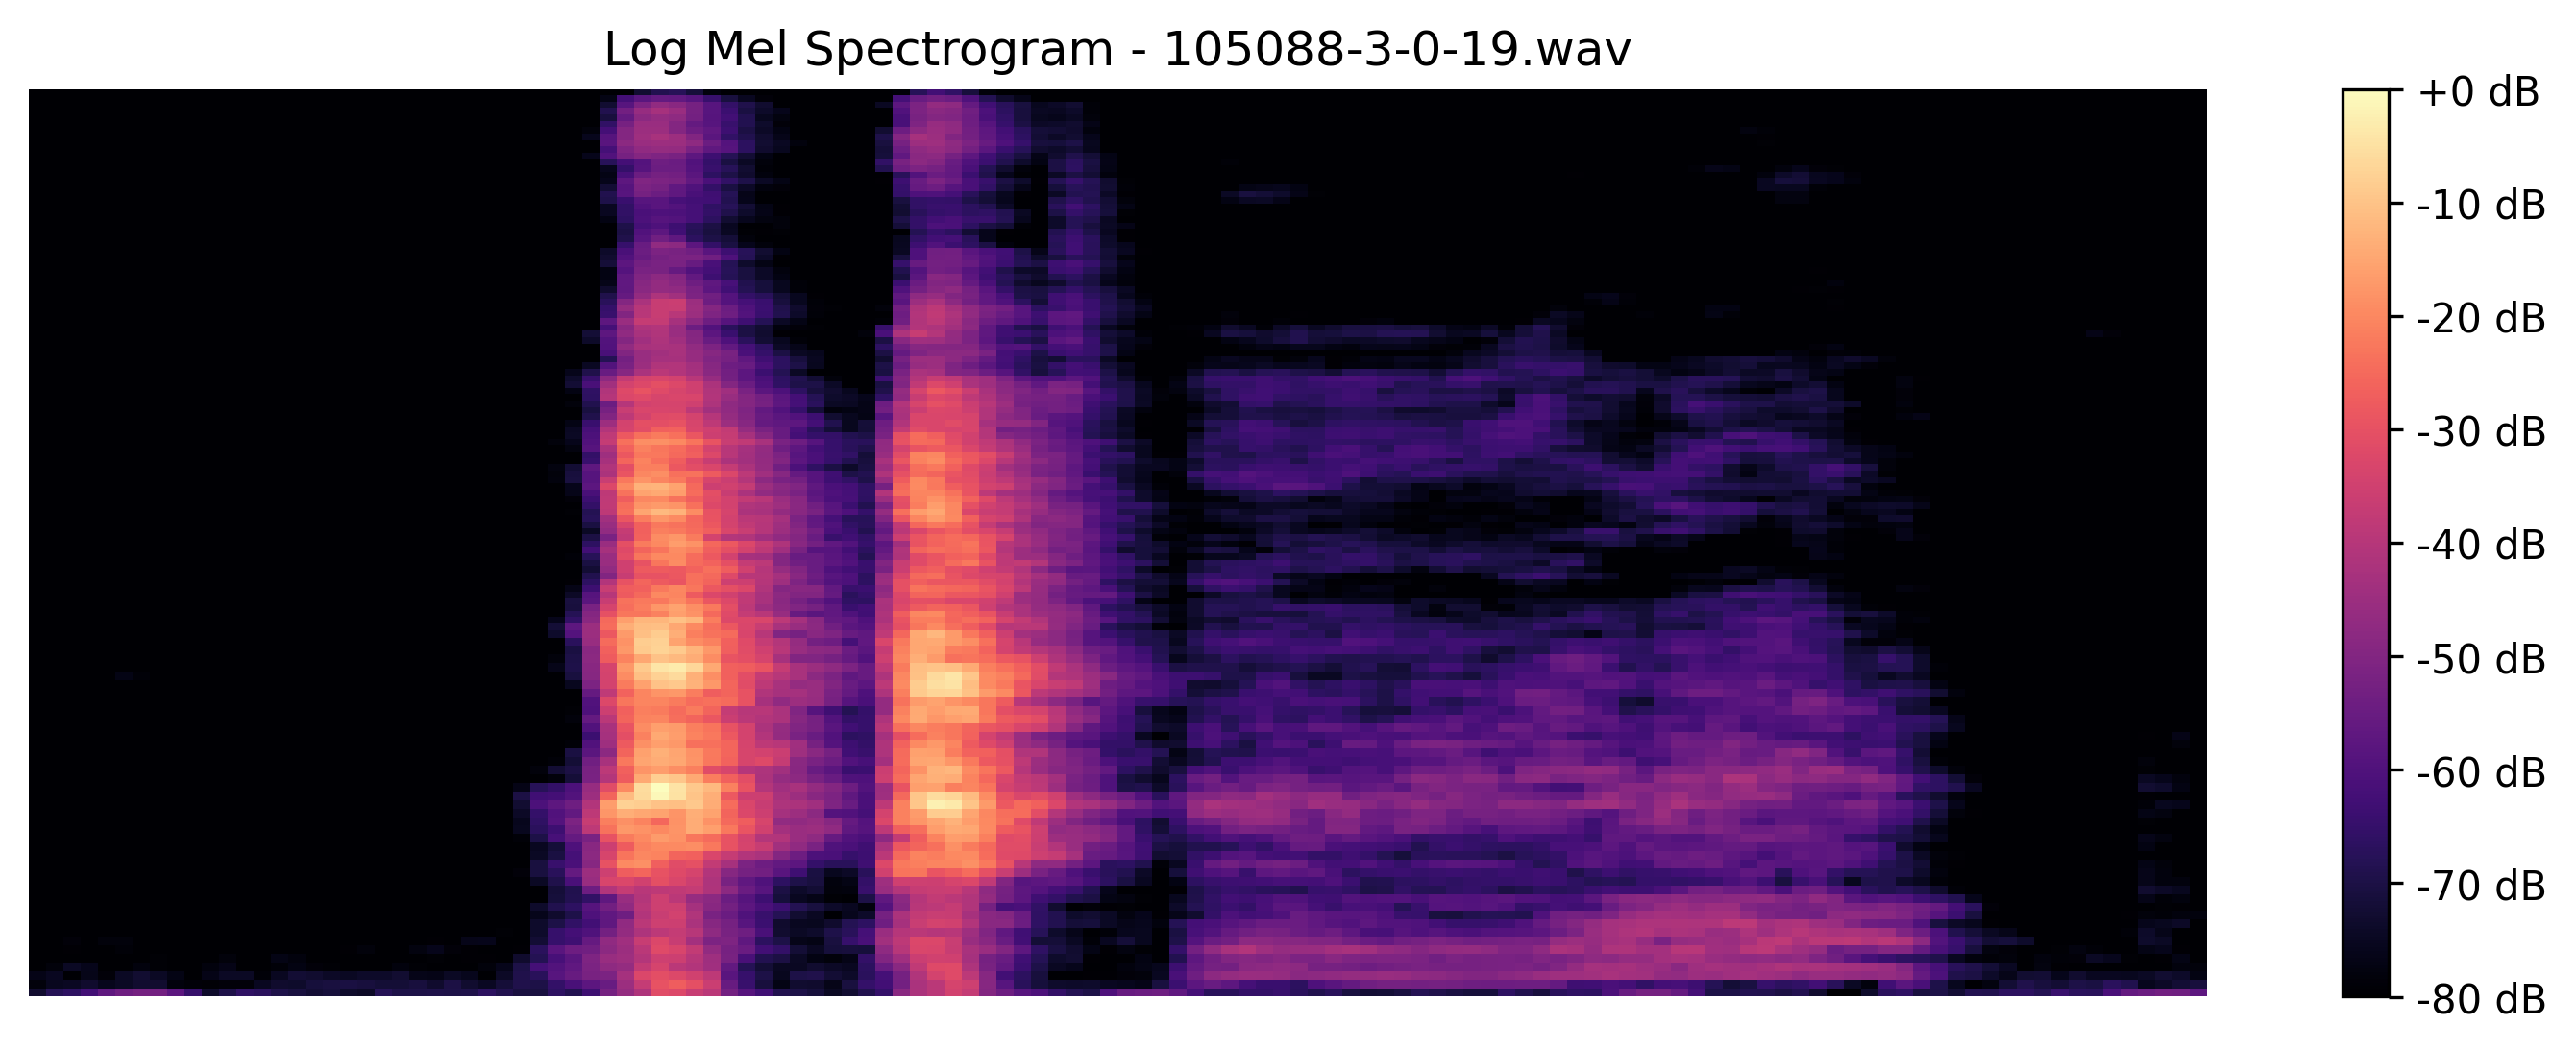 Log Mel Spectrogram - 105088-3-0-19.wav
+0 dB
-10 dB
-20 dB
-30 dB
-40 dB
-50 dB
-60 dB
-70 dB
-80 dB